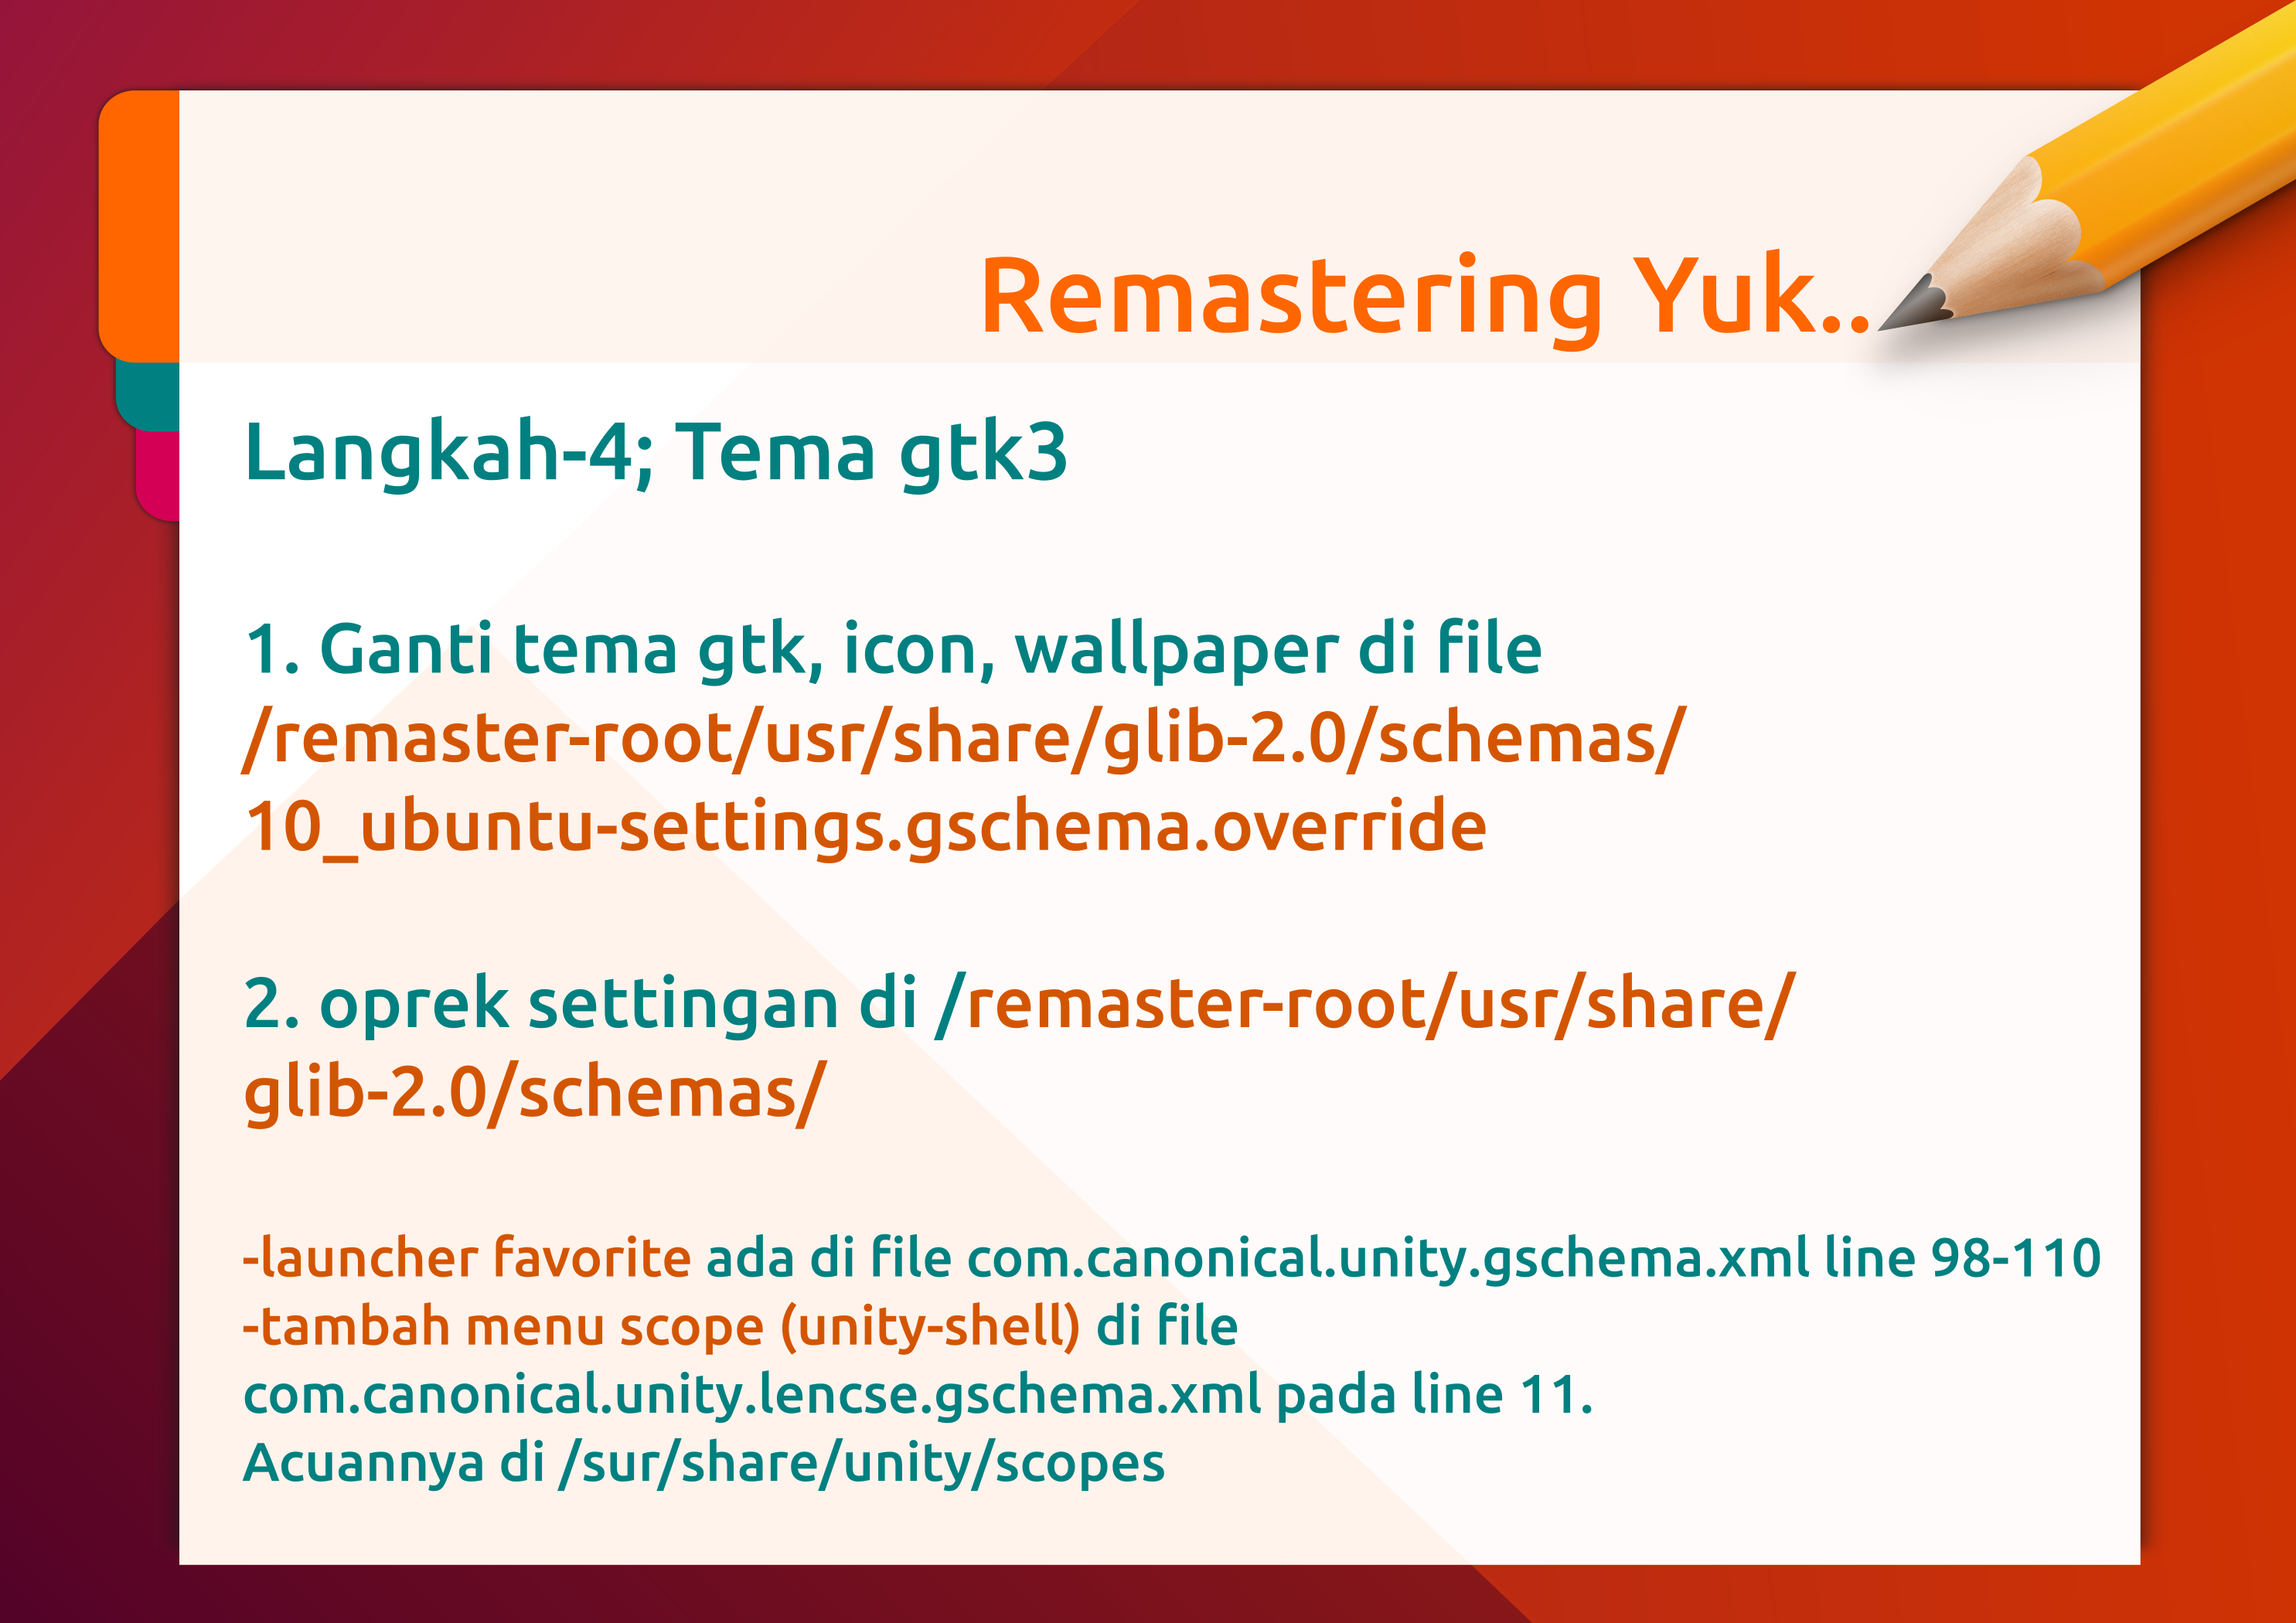 Remastering Yuk..
Langkah-4; Tema gtk3
1. Ganti tema gtk, icon, wallpaper di file
/remaster-root/usr/share/glib-2.0/schemas/
10_ubuntu-settings.gschema.override
2. oprek settingan di /remaster-root/usr/share/
glib-2.0/schemas/
-launcher favorite ada di file com.canonical.unity.gschema.xml line 98-110
-tambah menu scope (unity-shell) di file
com.canonical.unity.lencse.gschema.xml pada line 11.
Acuannya di /sur/share/unity/scopes